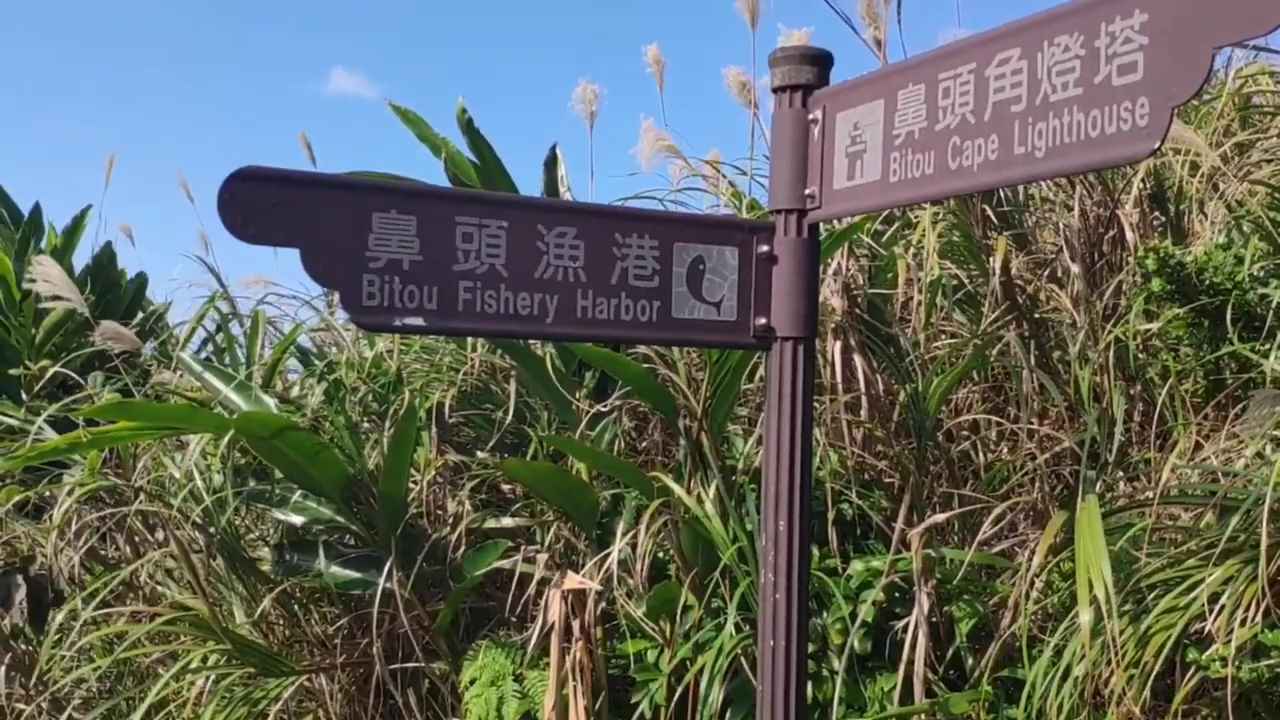 鼻頭角燈塔
Bitou Cape Lighthouse
鼻頭漁港
Bitou Fishery Harbor